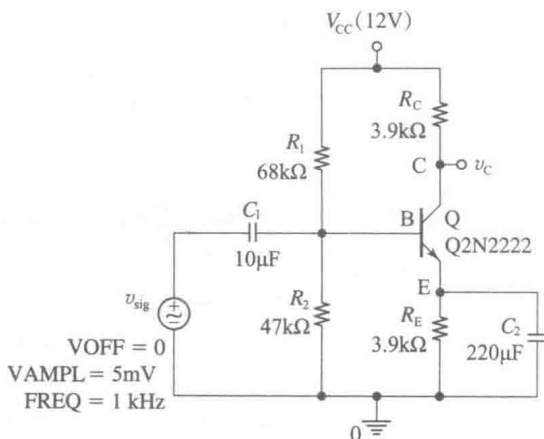 V_CC (12V)
R_C
3.9kΩ
R_1
68kΩ
C
v_C
C_1
10μF
B
Q
Q2N2222
E
v_sig
R_2
47kΩ
R_E
3.9kΩ
C_2
220μF
VOFF = 0
VAMPL = 5mV
FREQ = 1 kHz
0